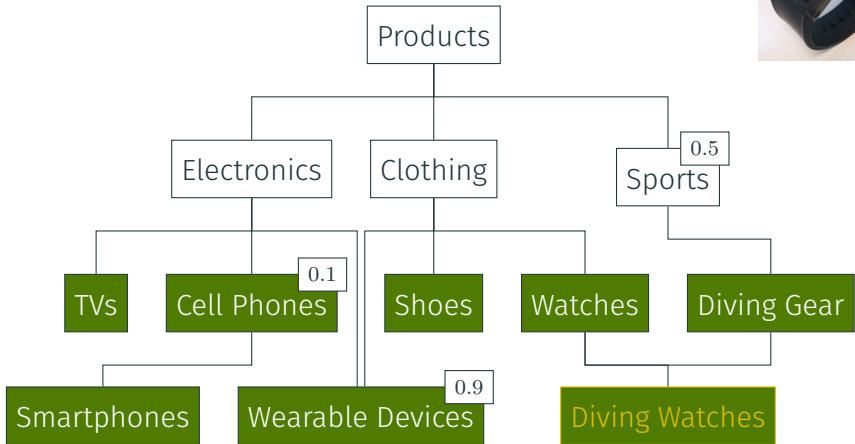 Products
Electronics
Clothing
Sports
0.5
TVs
Cell Phones
0.1
Shoes
Watches
Diving Gear
Smartphones
Wearable Devices
0.9
Diving Watches